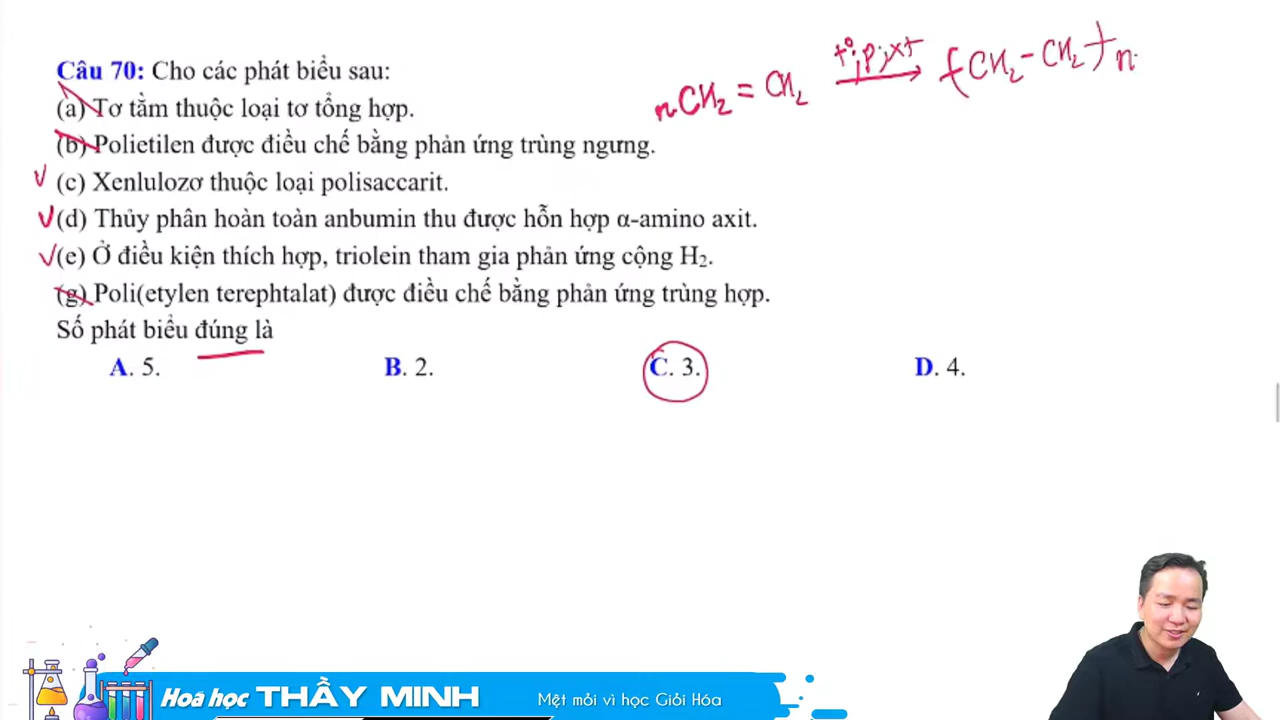 nCH₂ = CH₂ t°, p, xt → (CH₂ - CH₂)n
Câu 70: Cho các phát biểu sau:
(a) Tơ tằm thuộc loại tơ tổng hợp.
(b) Polietilen được điều chế bằng phản ứng trùng ngưng.
(c) Xenlulozơ thuộc loại polisaccarit.
(d) Thủy phân hoàn toàn anbumin thu được hỗn hợp α-amino axit.
(e) Ở điều kiện thích hợp, triolein tham gia phản ứng cộng H₂.
(g) Poli(etylen terephtalat) được điều chế bằng phản ứng trùng hợp.
Số phát biểu đúng là
A. 5. B. 2. C. 3. D. 4.
Hoá học THẦY MINH Mệt mỏi vì học Giỏi Hóa